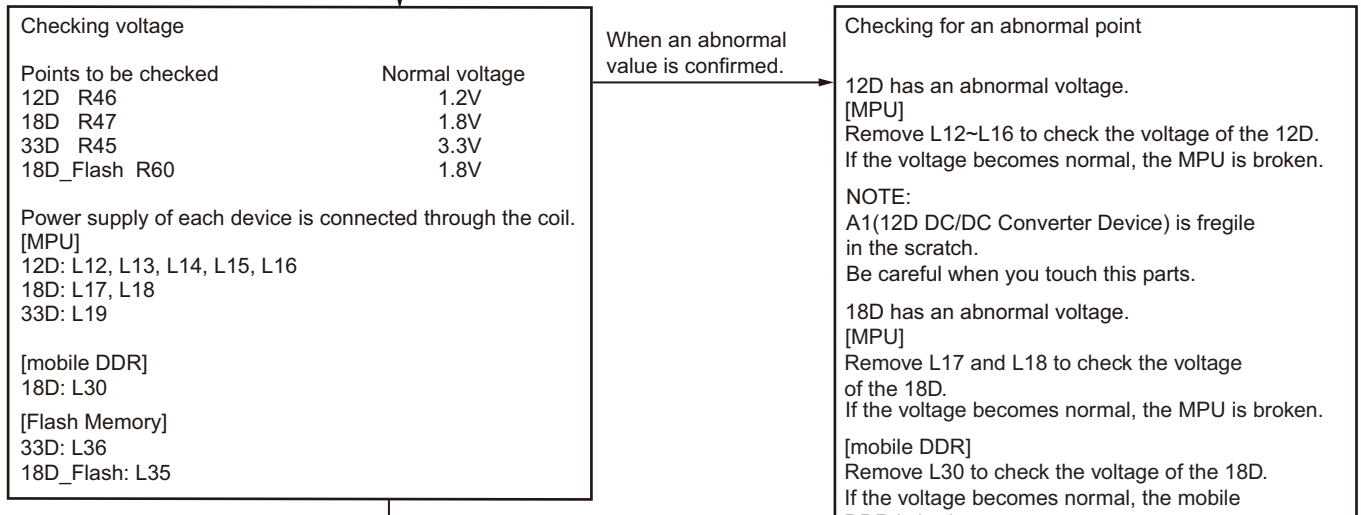 Checking voltage
Points to be checked Normal voltage
12D R46 1.2V
18D R47 1.8V
33D R45 3.3V
18D_Flash R60 1.8V
Power supply of each device is connected through the coil.
[MPU]
12D: L12, L13, L14, L15, L16
18D: L17, L18
33D: L19
[mobile DDR]
18D: L30
[Flash Memory]
33D: L36
18D_Flash: L35
When an abnormal
value is confirmed.
Checking for an abnormal point
12D has an abnormal voltage.
[MPU]
Remove L12~L16 to check the voltage of the 12D.
If the voltage becomes normal, the MPU is broken.
NOTE:
A1(12D DC/DC Converter Device) is fregile
in the scratch.
Be careful when you touch this parts.
18D has an abnormal voltage.
[MPU]
Remove L17 and L18 to check the voltage
of the 18D.
If the voltage becomes normal, the MPU is broken.
[mobile DDR]
Remove L30 to check the voltage of the 18D.
If the voltage becomes normal, the mobile